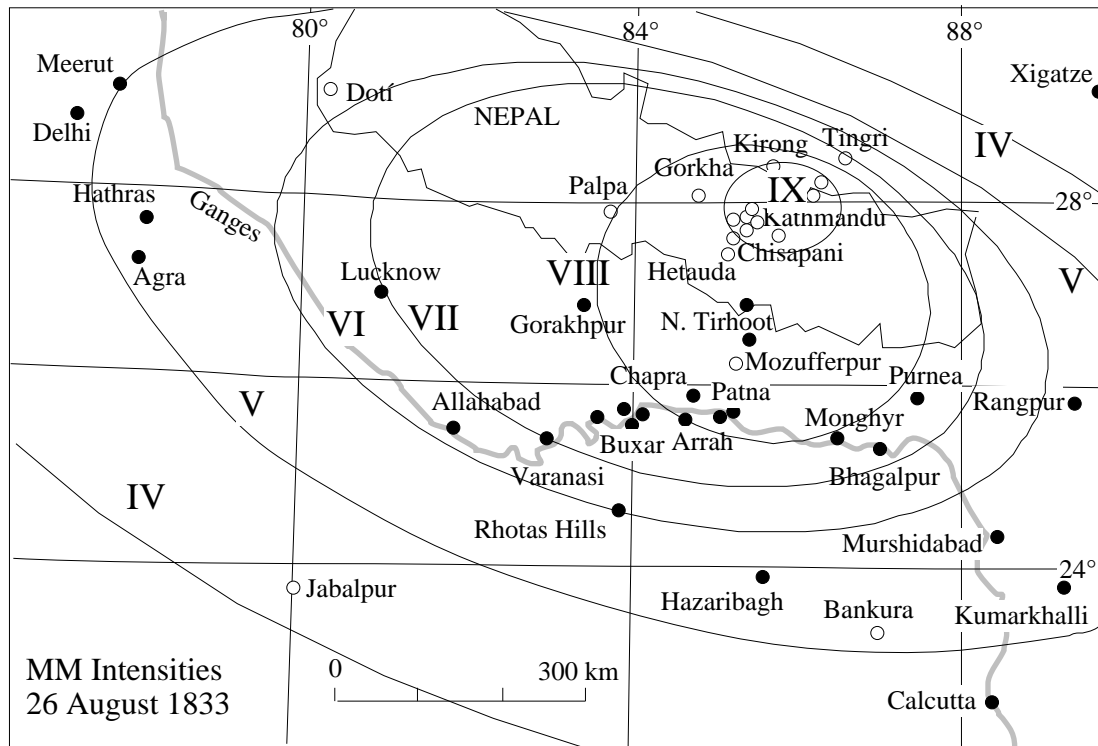 80°
84°
88°
Meerut
Delhi
Doti
NEPAL
Xigatze
Tingri
Kirong
IV
Gorkha
Hathras
Palpa
IX
28°
Ganges
Kathmandu
Chisapani
Agra
Lucknow
VIII
Hetauda
V
VI
VII
Gorakhpur
N. Tirhoot
Mozufferpur
Chapra
Patna
Purnea
V
Allahabad
Rangpur
Monghyr
Buxar
Arrah
Varanasi
Bhagalpur
IV
Rhotas Hills
Murshidabad
24°
Jabalpur
Hazaribagh
Bankura
Kumarkhalli
MM Intensities
0
300 km
26 August 1833
Calcutta